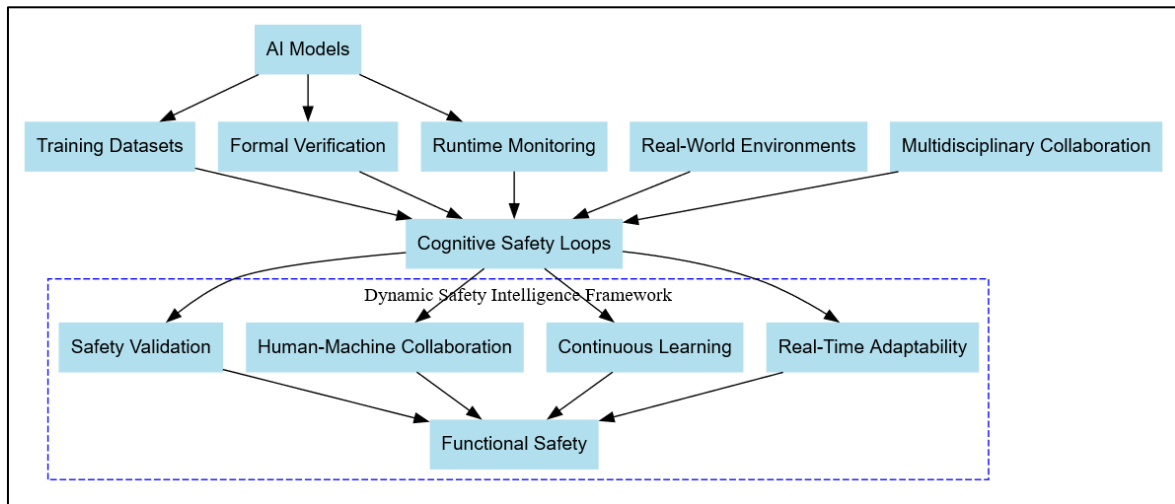 AI Models
Training Datasets
Formal Verification
Runtime Monitoring
Real-World Environments
Multidisciplinary Collaboration
Cognitive Safety Loops
Dynamic Safety Intelligence Framework
Safety Validation
Human-Machine Collaboration
Continuous Learning
Real-Time Adaptability
Functional Safety